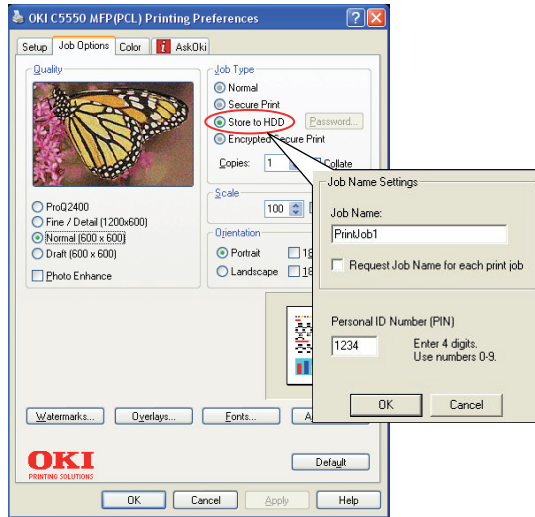 OKI C5550 MFP(PCL) Printing Preferences
Setup
Job Options
Color
AskOki
Quality
ProQ2400
Fine / Detail (1200x600)
Normal (600 x 600)
Draft (600 x 600)
Photo Enhance
Job Type
Normal
Secure Print
Store to HDD
Password...
Encrypted Secure Print
Copies:
1
Collate
Scale
100
Orientation
Portrait
18
Landscape
18
Job Name Settings
Job Name:
PrintJob1
Request Job Name for each print job
Personal ID Number (PIN)
1234
Enter 4 digits.
Use numbers 0-9.
OK
Cancel
Watermarks...
Overlays...
Fonts...
A
OKI
PRINTING SOLUTIONS
Default
OK
Cancel
Apply
Help